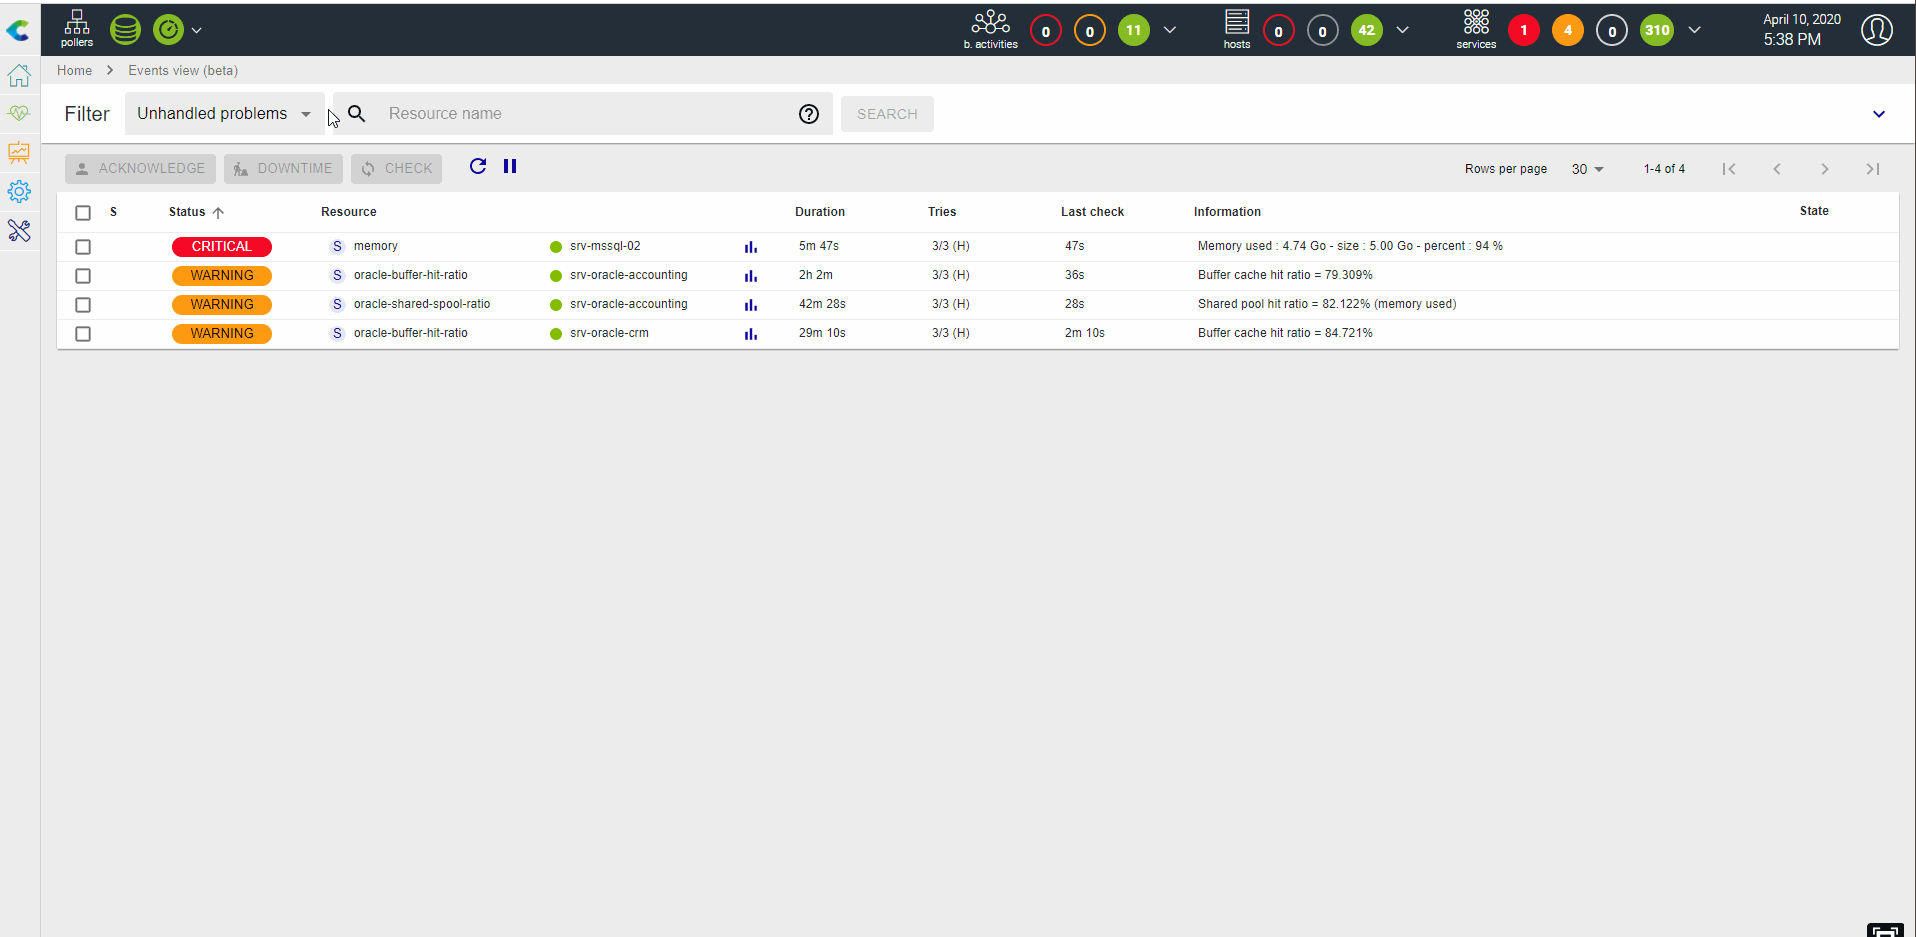 pollers
b. activities 0 0 11
hosts 0 0 42
services 1 4 0 310
April 10, 2020
5:38 PM
Home Events view (beta)
Filter Unhandled problems Resource name SEARCH
ACKNOWLEDGE DOWNTIME CHECK Rows per page 30 1-4 of 4
S Status Resource Duration Tries Last check Information State
CRITICAL S memory srv-mssql-02 5m 47s 3/3 (H) 47s Memory used : 4.74 Go - size : 5.00 Go - percent : 94 %
WARNING S oracle-buffer-hit-ratio srv-oracle-accounting 2h 2m 3/3 (H) 36s Buffer cache hit ratio = 79.309%
WARNING S oracle-shared-spool-ratio srv-oracle-accounting 42m 28s 3/3 (H) 28s Shared pool hit ratio = 82.122% (memory used)
WARNING S oracle-buffer-hit-ratio srv-oracle-crm 29m 10s 3/3 (H) 2m 10s Buffer cache hit ratio = 84.721%